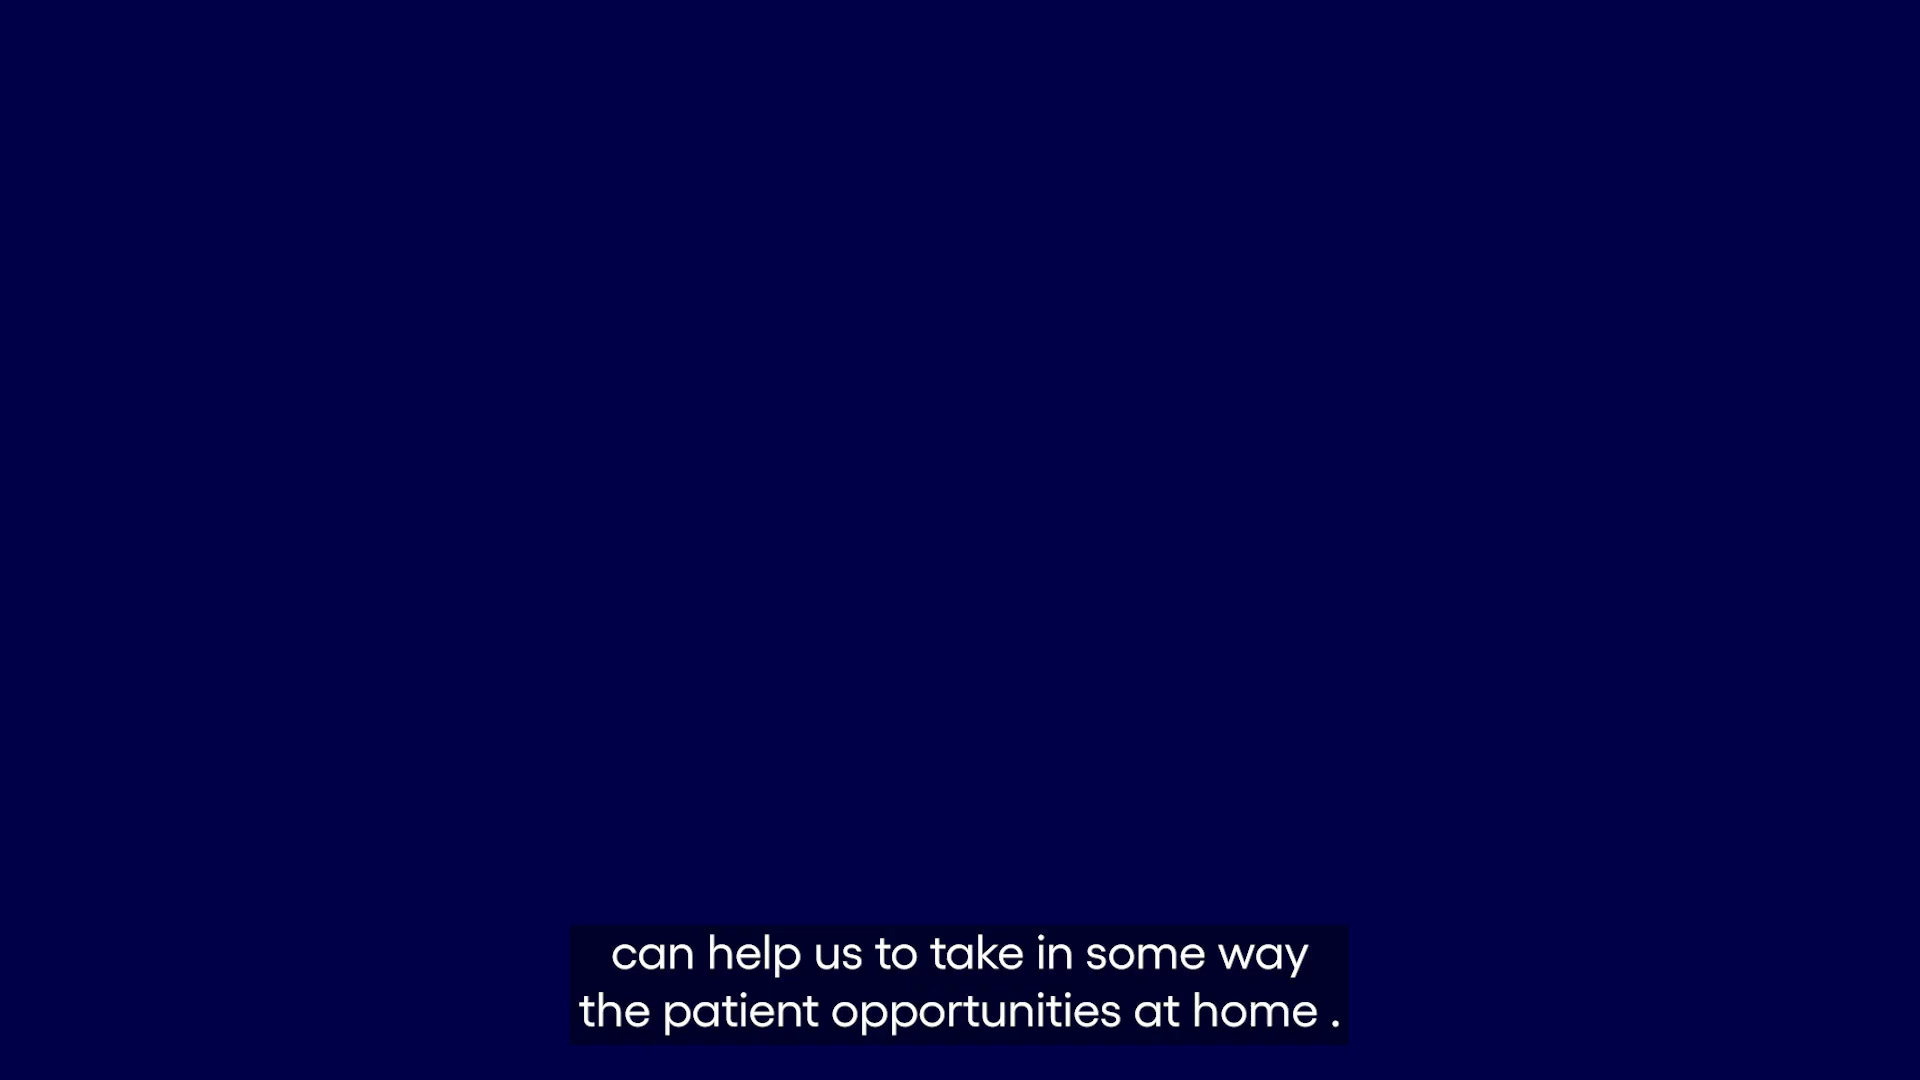 can help us to take in some way
the patient opportunities at home .